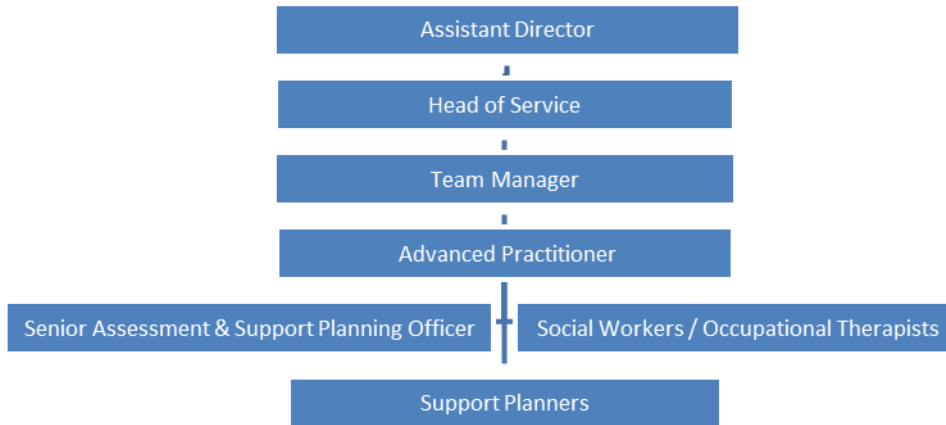 Assistant Director
Head of Service
Team Manager
Advanced Practitioner
Senior Assessment & Support Planning Officer
Social Workers / Occupational Therapists
Support Planners